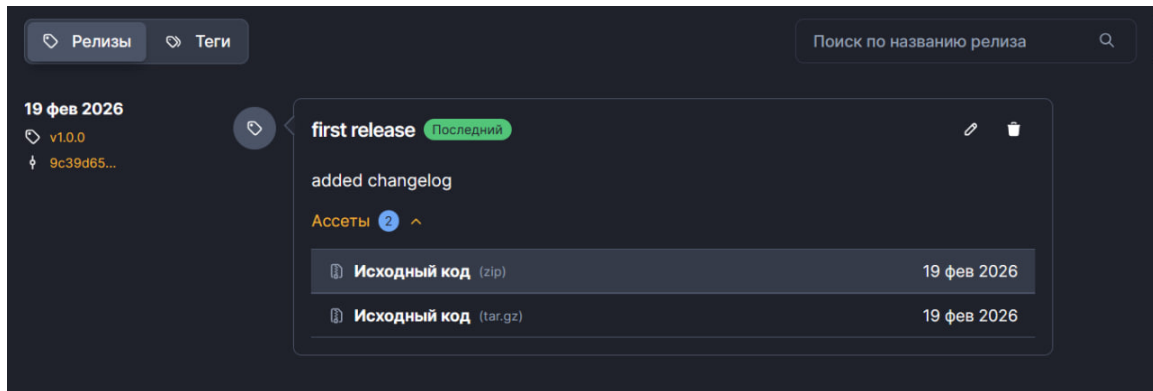 Релизы Теги Поиск по названию релиза
19 фев 2026
v1.0.0
9c39d65...
first release Последний
added changelog
Ассеты 2
Исходный код (zip) 19 фев 2026
Исходный код (tar.gz) 19 фев 2026